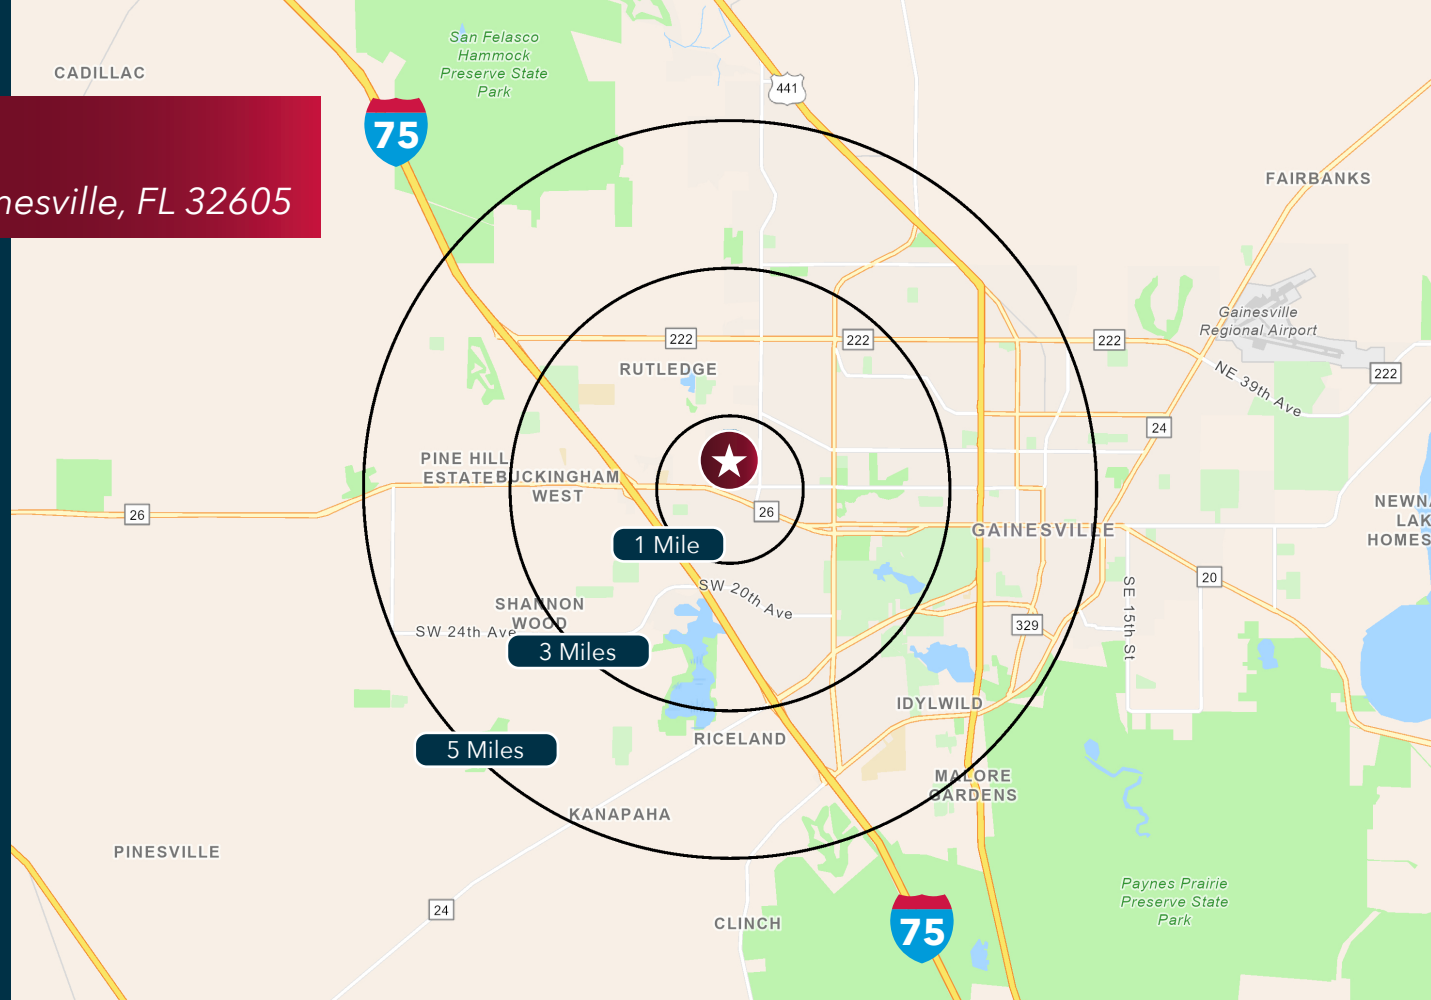 San Felasco
Hammock
Preserve State
Park
CADILLAC
441
75
FAIRBANKS
nesville, FL 32605
Gainesville
Regional Airport
222
222
222
RUTLEDGE
222
NE 39th Ave
24
PINE HILL
ESTATE
BUCKINGHAM
WEST
26
26
NEWN
LAK
HOMES
GAINESVILLE
1 Mile
20
SW 20th Ave
SHANNON
WOOD
SE 15th St
329
SW 24th Ave
3 Miles
IDYLWILD
RICELAND
5 Miles
MALORE
GARDENS
KANAPAHA
PINESVILLE
Paynes Prairie
Preserve State
Park
24
CLINCH
75